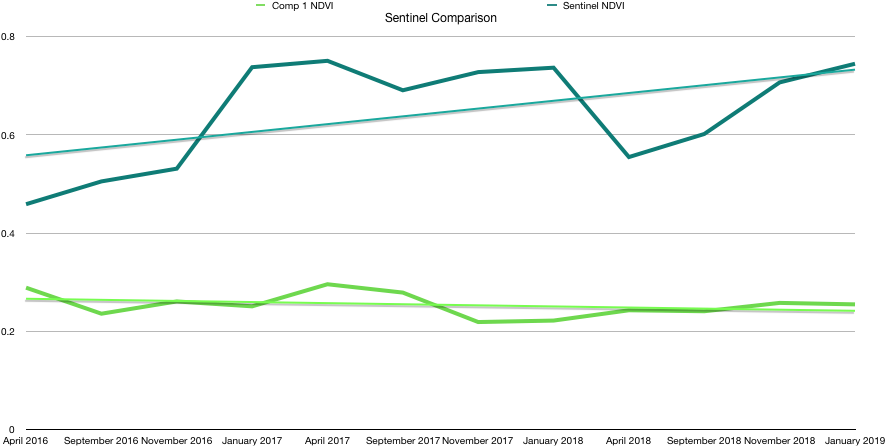 Comp 1 NDVI Sentinel NDVI
Sentinel Comparison
0.8
0.6
0.4
0.2
0
April 2016 September 2016 November 2016 January 2017 April 2017 September 2017 November 2017 January 2018 April 2018 September 2018 November 2018 January 2019